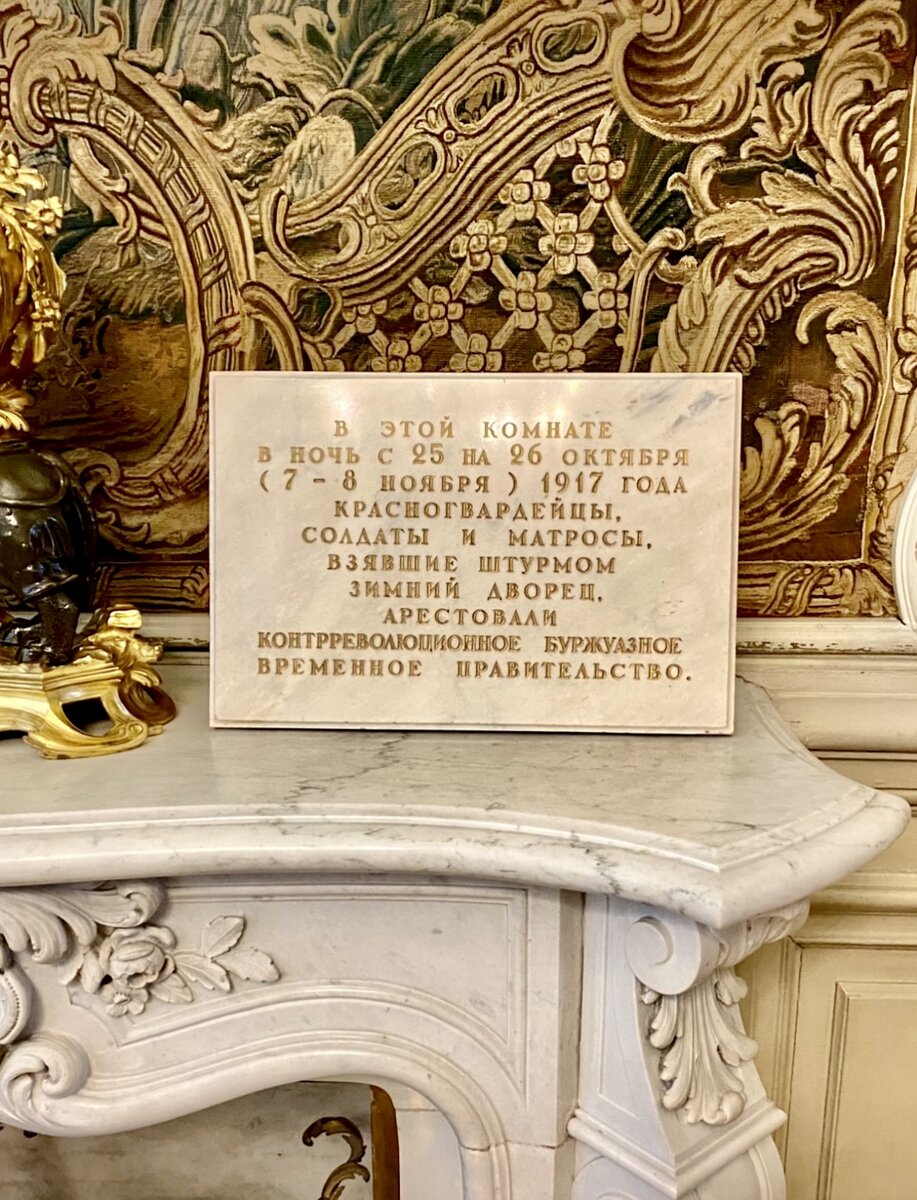 В ЭТОЙ КОМНАТЕ
В НОЧЬ С 25 НА 26 ОКТЯБРЯ
( 7 – 8 НОЯБРЯ ) 1917 ГОДА
КРАСНОГВАРДЕЙЦЫ,
СОЛДАТЫ И МАТРОСЫ,
ВЗЯВШИЕ ШТУРМОМ
ЗИМНИЙ ДВОРЕЦ,
АРЕСТОВАЛИ
КОНТРРЕВОЛЮЦИОННОЕ БУРЖУАЗНОЕ
ВРЕМЕННОЕ ПРАВИТЕЛЬСТВО.